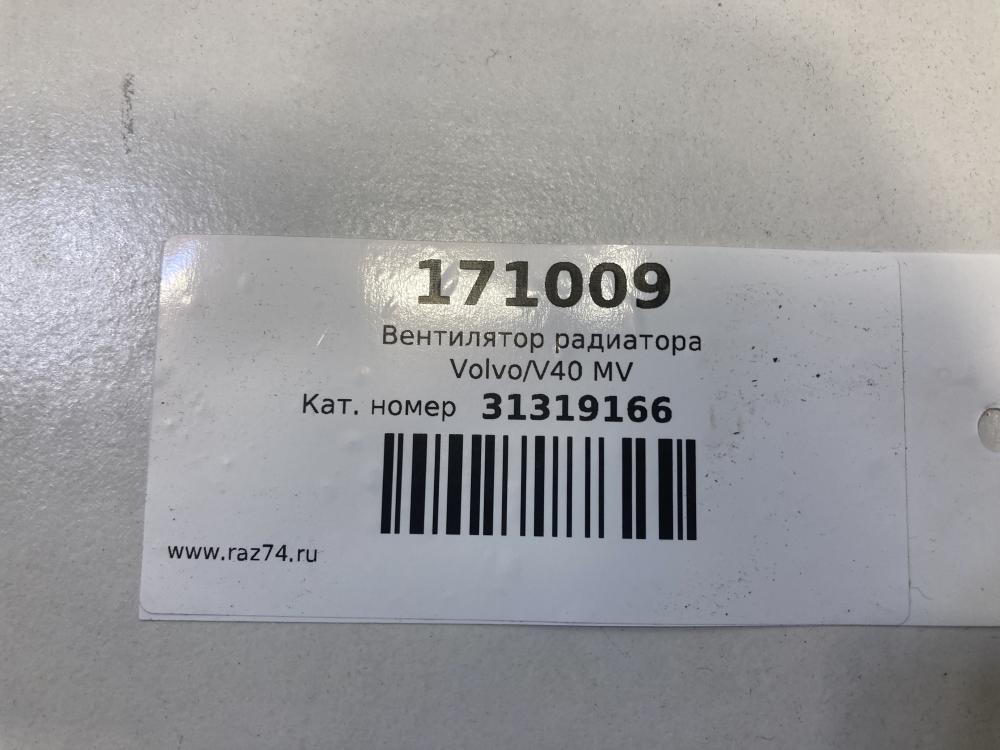 171009
Вентилятор радиатора
Volvo/V40 MV
Кат. номер 31319166
www.raz74.ru